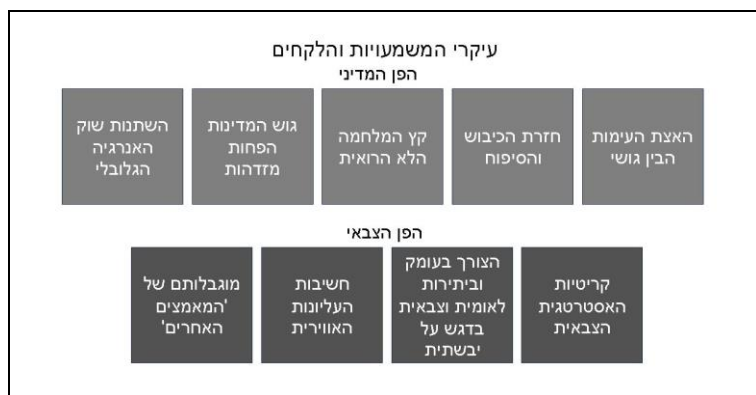 עיקרי המשמעויות והלקחים
הפן המדיני
האצת העימות
הבין גושי
חזרת הכיבוש
והסיפוח
קץ המלחמה
הלא הרואית
גוש המדינות
הפחות
מזדהות
השתנות שוק
האנרגיה
הגלובלי
הפן הצבאי
קריטיות
האסטרטגית
הצבאית
הצורך בעומק
וביתירות
לאומית וצבאית
בדגש על
יבשתית
חשיבות
העליונות
האווירית
מוגבלותם של
'המאמצים
האחרים'